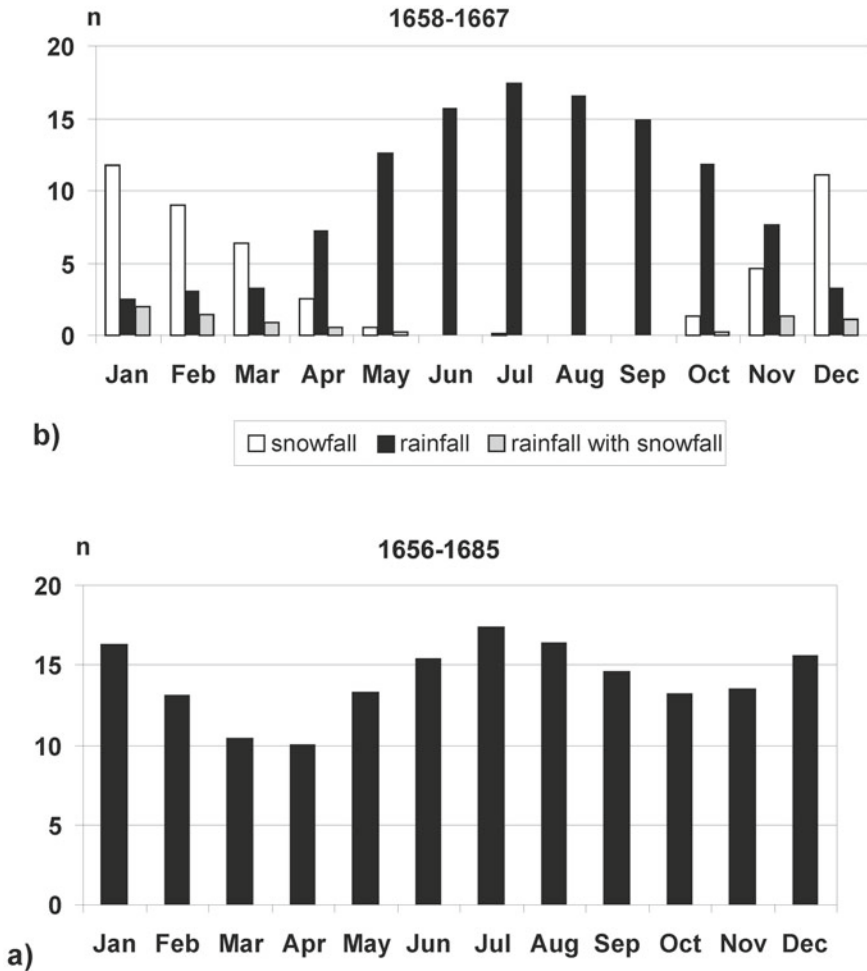 n 1658-1667
20
15
10
5
0
Jan Feb Mar Apr May Jun Jul Aug Sep Oct Nov Dec
b)
snowfall rainfall rainfall with snowfall
n 1656-1685
20
15
10
5
0
Jan Feb Mar Apr May Jun Jul Aug Sep Oct Nov Dec
a)